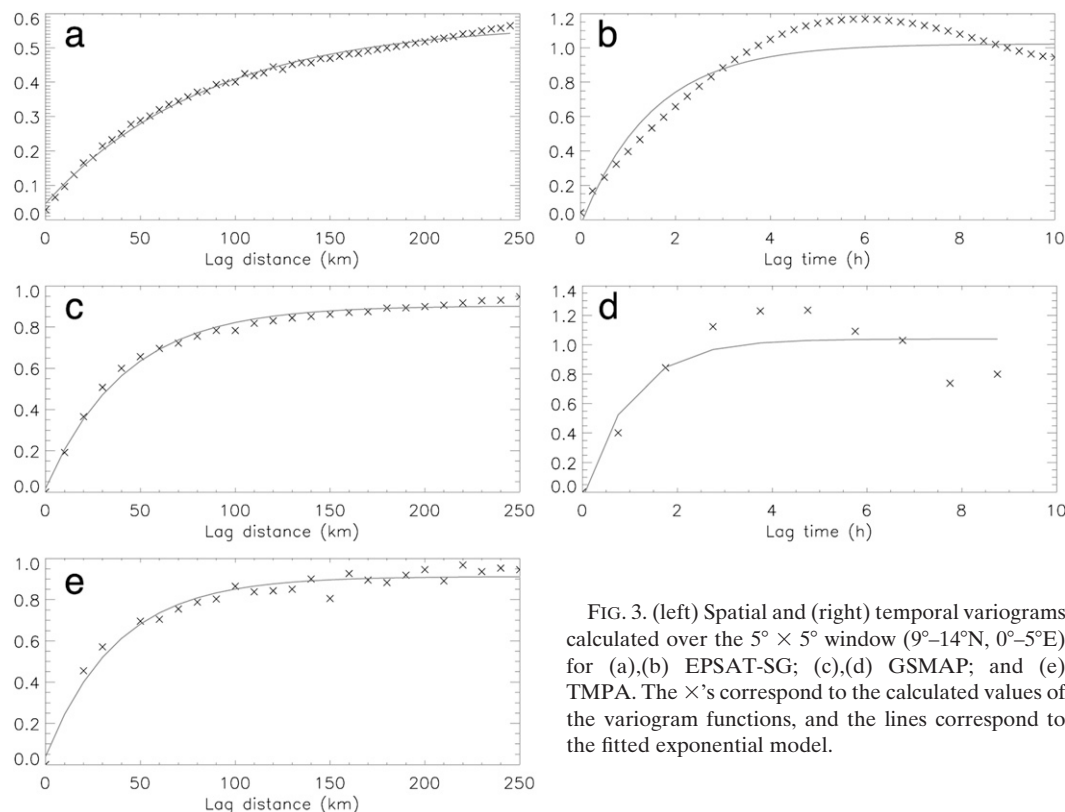 a
0.6
0.5
0.4
0.3
0.2
0.1
0.0
0 50 100 150 200 250
Lag distance (km)
b
1.2
1.0
0.8
0.6
0.4
0.2
0.0
0 2 4 6 8 10
Lag time (h)
c
1.0
0.8
0.6
0.4
0.2
0.0
0 50 100 150 200 250
Lag distance (km)
d
1.4
1.2
1.0
0.8
0.6
0.4
0.2
0.0
0 2 4 6 8 10
Lag time (h)
e
1.0
0.8
0.6
0.4
0.2
0.0
0 50 100 150 200 250
Lag distance (km)
FIG. 3. (left) Spatial and (right) temporal variograms
calculated over the 5° × 5° window (9°–14°N, 0°–5°E)
for (a),(b) EPSAT-SG; (c),(d) GSMAP; and (e)
TMPA. The ×'s correspond to the calculated values of
the variogram functions, and the lines correspond to
the fitted exponential model.